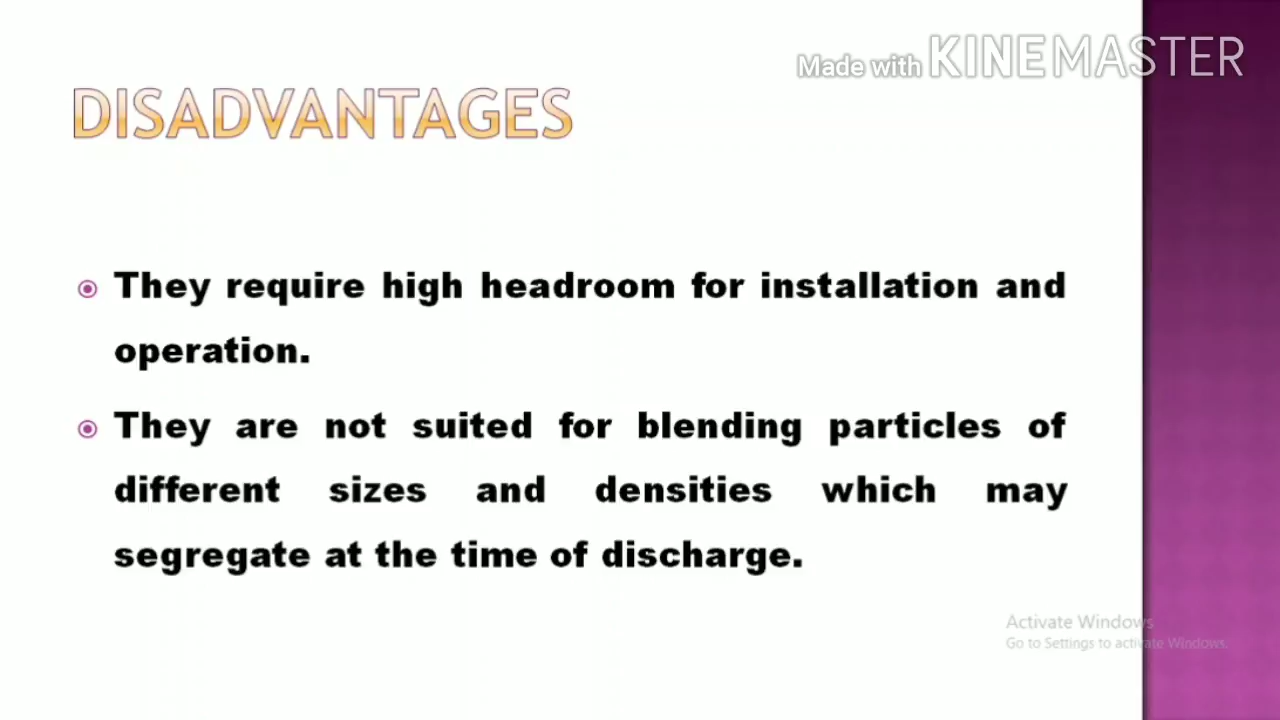 Made with KINEMASTER
DISADVANTAGES
They require high headroom for installation and
operation.
They are not suited for blending particles of
different sizes and densities which may
segregate at the time of discharge.
Activate Windows
Go to Settings to activate Windows.